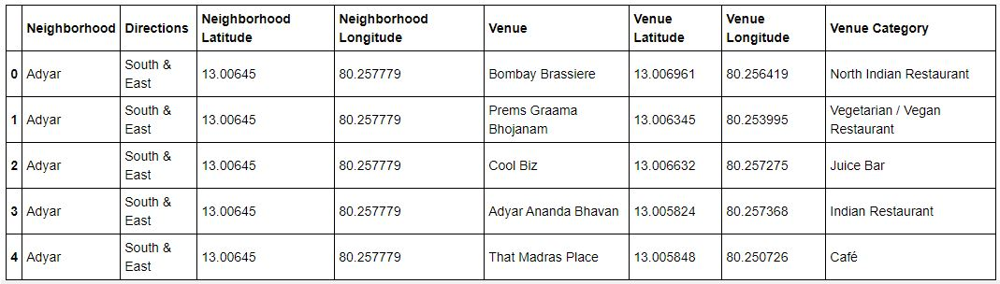 Neighborhood Directions Neighborhood Latitude Neighborhood Longitude Venue Venue Latitude Venue Longitude Venue Category
0 Adyar South & East 13.00645 80.257779 Bombay Brassiere 13.006961 80.256419 North Indian Restaurant
1 Adyar South & East 13.00645 80.257779 Prems Graama Bhojanam 13.006345 80.253995 Vegetarian / Vegan Restaurant
2 Adyar South & East 13.00645 80.257779 Cool Biz 13.006632 80.257275 Juice Bar
3 Adyar South & East 13.00645 80.257779 Adyar Ananda Bhavan 13.005824 80.257368 Indian Restaurant
4 Adyar South & East 13.00645 80.257779 That Madras Place 13.005848 80.250726 Café